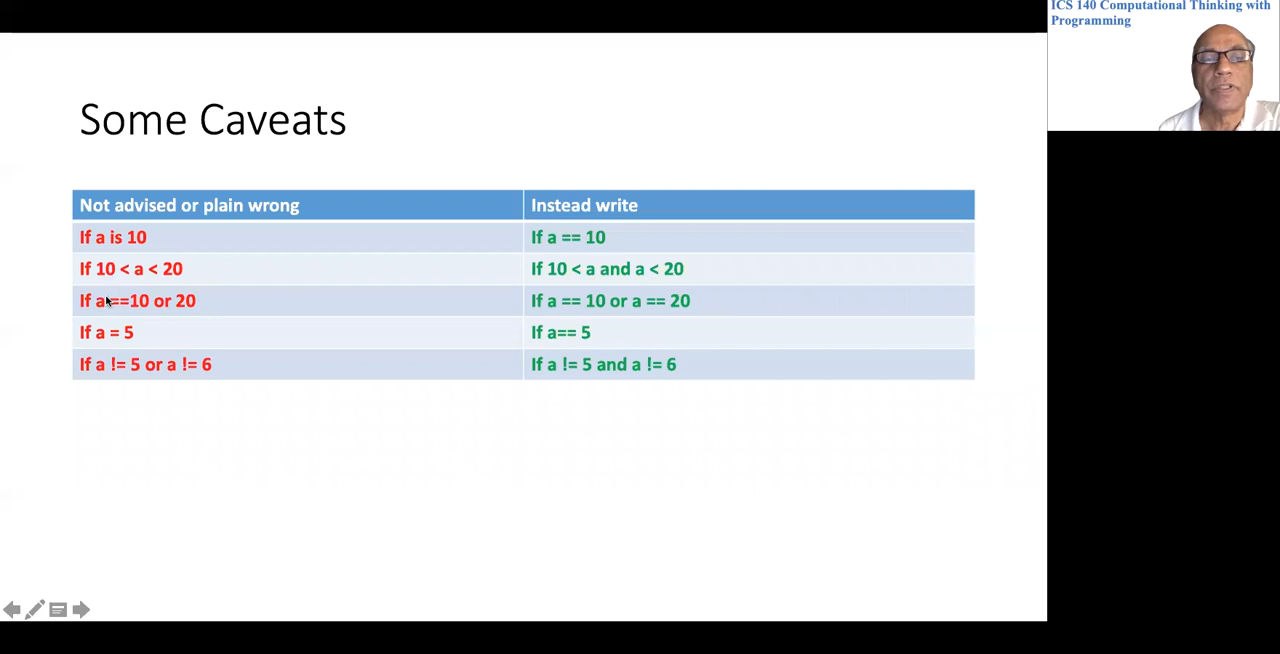 ICS 140 Computational Thinking with
Programming
Some Caveats
Not advised or plain wrong Instead write
If a is 10 If a == 10
If 10 < a < 20 If 10 < a and a < 20
If a==10 or 20 If a == 10 or a == 20
If a = 5 If a== 5
If a != 5 or a != 6 If a != 5 and a != 6